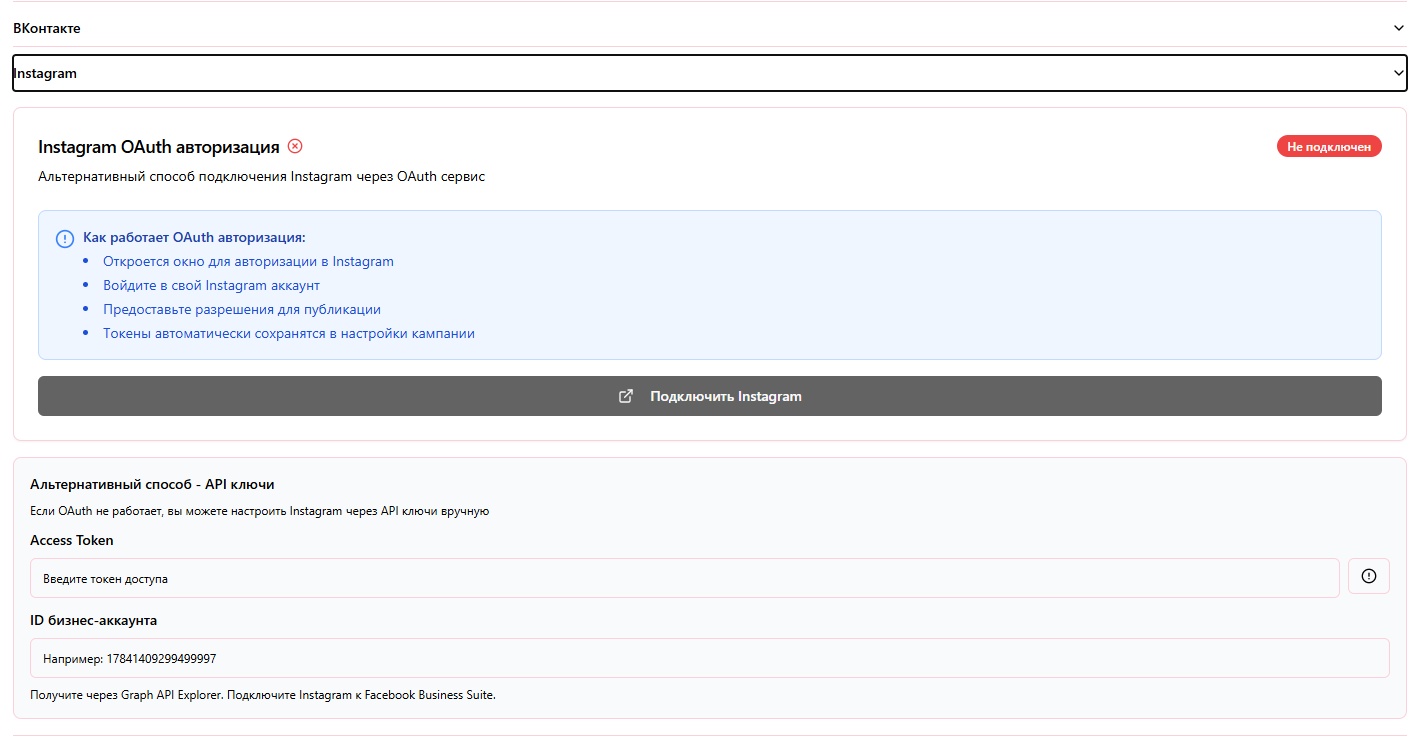 ВКонтакте
Instagram
Instagram OAuth авторизация
Не подключен
Альтернативный способ подключения Instagram через OAuth сервис
Как работает OAuth авторизация:
Откроется окно для авторизации в Instagram
Войдите в свой Instagram аккаунт
Предоставьте разрешения для публикации
Токены автоматически сохранятся в настройки кампании
Подключить Instagram
Альтернативный способ - API ключи
Если OAuth не работает, вы можете настроить Instagram через API ключи вручную
Access Token
Введите токен доступа
ID бизнес-аккаунта
Например: 17841409299499997
Получите через Graph API Explorer. Подключите Instagram к Facebook Business Suite.